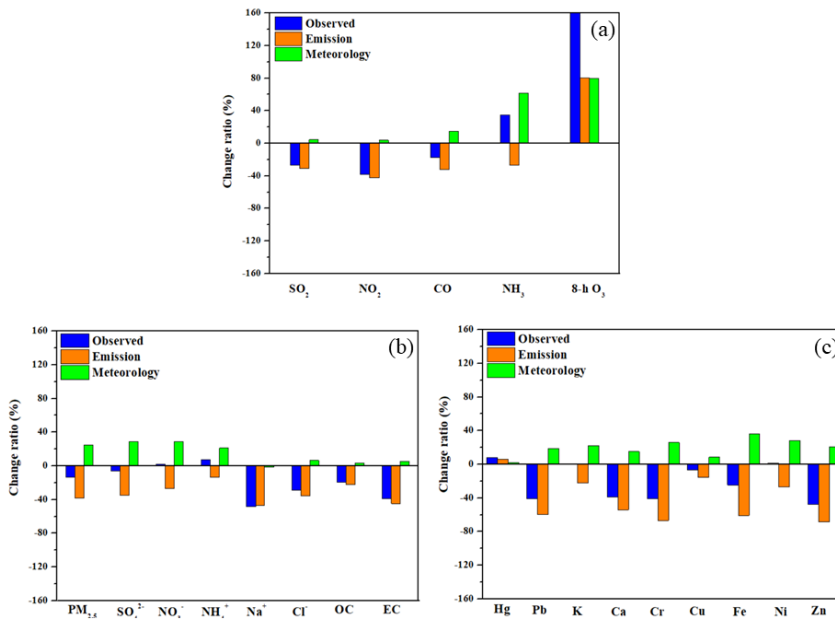 160
120
80
40
0
-40
-80
-120
-160
Change ratio (%)
Observed
Emission
Meteorology
(a)
SO₂ NO₂ CO NH₃ 8-h O₃
160
120
80
40
0
-40
-80
-120
-160
Change ratio (%)
Observed
Emission
Meteorology
(b)
PM₂.₅ SO₄²⁻ NO₃⁻ NH₄⁺ Na⁺ Cl⁻ OC EC
160
120
80
40
0
-40
-80
-120
-160
Change ratio (%)
Observed
Emission
Meteorology
(c)
Hg Pb K Ca Cr Cu Fe Ni Zn